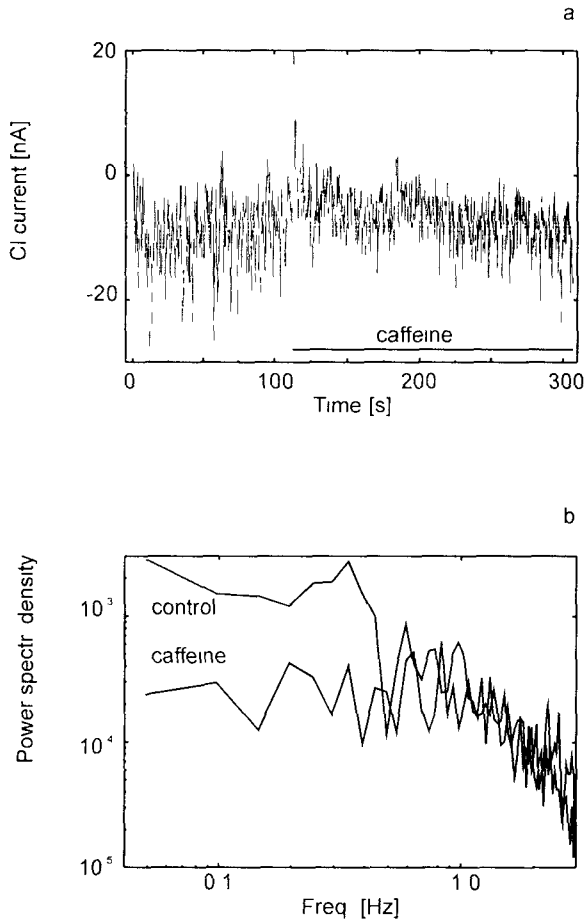 a
20
0
-20
Cl current [nA]
caffeine
0 100 200 300
Time [s]
b
10³
10⁴
10⁵
Power spectr density
control
caffeine
0 1 1 0
Freq [Hz]